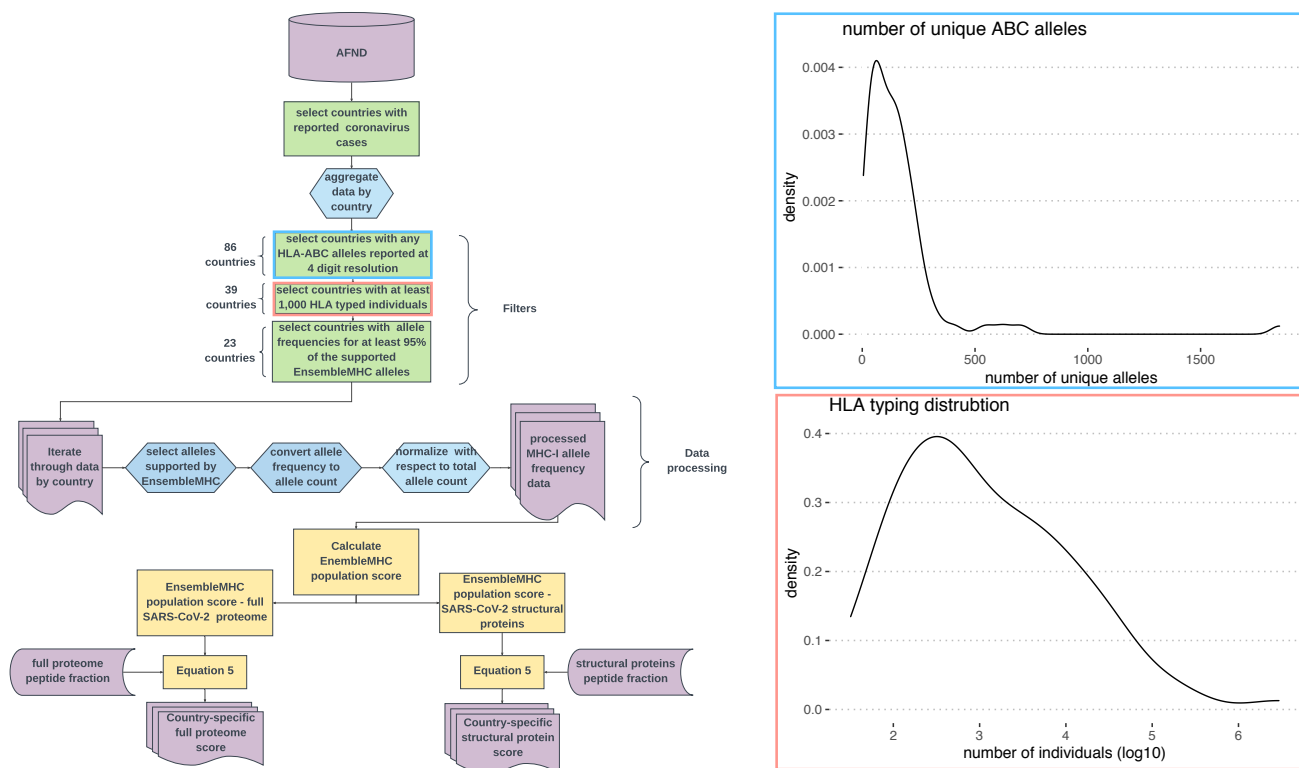 AFND
select countries with
reported coronavirus
cases
aggregate
data by
country
86
countries
select countries with any
HLA-ABC alleles reported at
4 digit resolution
39
countries
select countries with at least
1,000 HLA typed individuals
23
countries
select countries with allele
frequencies for at least 95%
of the supported
EnsembleMHC alleles
Filters
Iterate
through data
by country
select alleles
supported by
EnsembleMHC
convert allele
frequency to
allele count
normalize with
respect to total
allele count
processed
MHC-I allele
frequency
data
Data
processing
Calculate
EnembleMHC
population score
EnsembleMHC
population score - full
SARS-CoV-2 proteome
EnsembleMHC
population score -
SARS-CoV-2 structural
proteins
full proteome
peptide fraction
Equation 5
Equation 5
structural proteins
peptide fraction
Country-specific
full proteome
score
Country-specific
structural protein
score
number of unique ABC alleles
density
0.004
0.003
0.002
0.001
0.000
0 500 1000 1500
number of unique alleles
HLA typing distrubtion
density
0.4
0.3
0.2
0.1
0.0
2 3 4 5 6
number of individuals (log10)